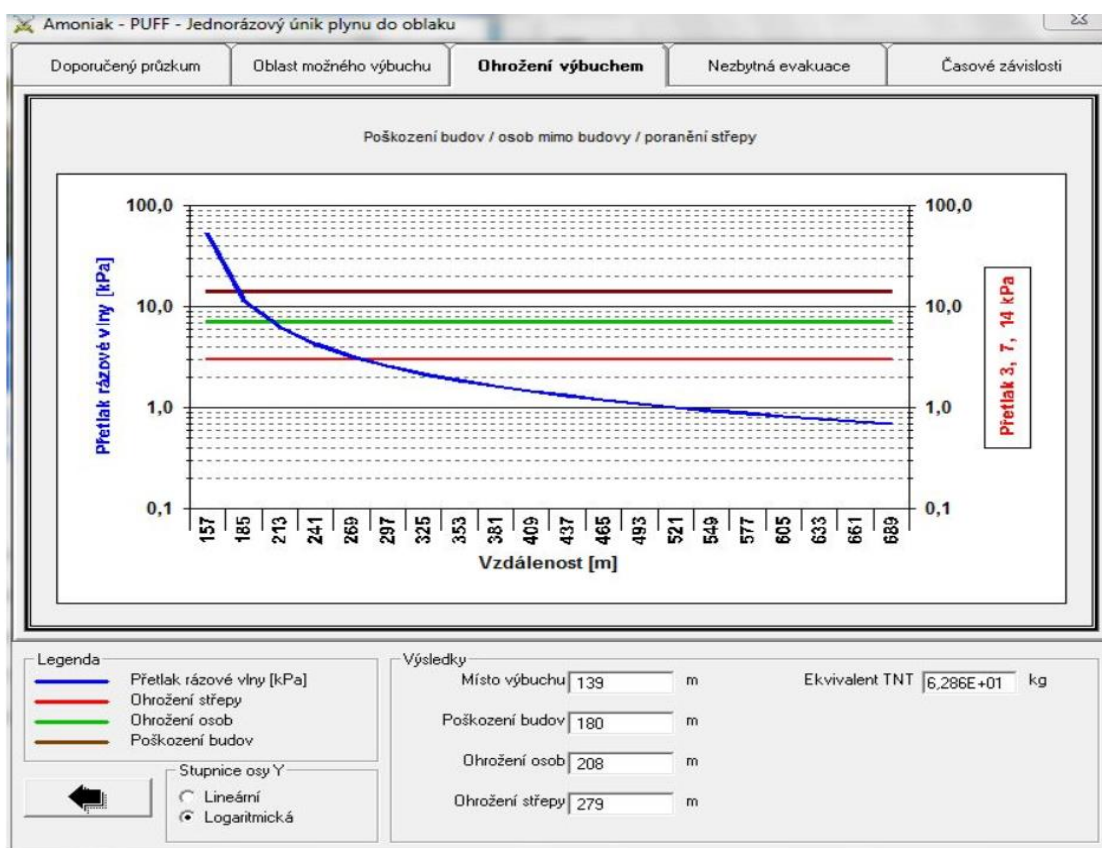 Amoniak - PUFF - Jednorázový únik plynu do oblaku
Doporučený průzkum
Oblast možného výbuchu
Ohrožení výbuchem
Nezbytná evakuace
Časové závislosti
Poškození budov / osob mimo budovy / poranění střepy
100,0
10,0
1,0
0,1
Přetlak rázové vlny [kPa]
100,0
10,0
1,0
0,1
Přetlak 3, 7, 14 kPa
157 185 213 241 269 297 325 353 381 409 437 465 493 521 549 577 605 633 661 689
Vzdálenost [m]
Legenda
Přetlak rázové vlny [kPa]
Ohrožení střepy
Ohrožení osob
Poškození budov
Stupnice osy Y
Lineární
Logaritmická
Výsledky
Místo výbuchu 139 m
Ekvivalent TNT 6,286E+01 kg
Poškození budov 180 m
Ohrožení osob 208 m
Ohrožení střepy 279 m